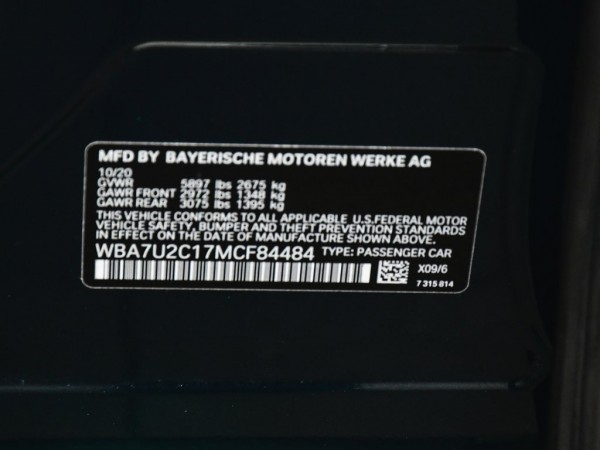 MFD BY BAYERISCHE MOTOREN WERKE AG
10/20
GVWR 5897 lbs 2675 kg
GAWR FRONT 2972 lbs 1348 kg
GAWR REAR 3075 lbs 1395 kg
THIS VEHICLE CONFORMS TO ALL APPLICABLE U.S.FEDERAL MOTOR
VEHICLE SAFETY, BUMPER AND THEFT PREVENTION STANDARDS
IN EFFECT ON THE DATE OF MANUFACTURE SHOWN ABOVE.
WBA7U2C17MCF84484 TYPE: PASSENGER CAR
X09/6
7 315 814